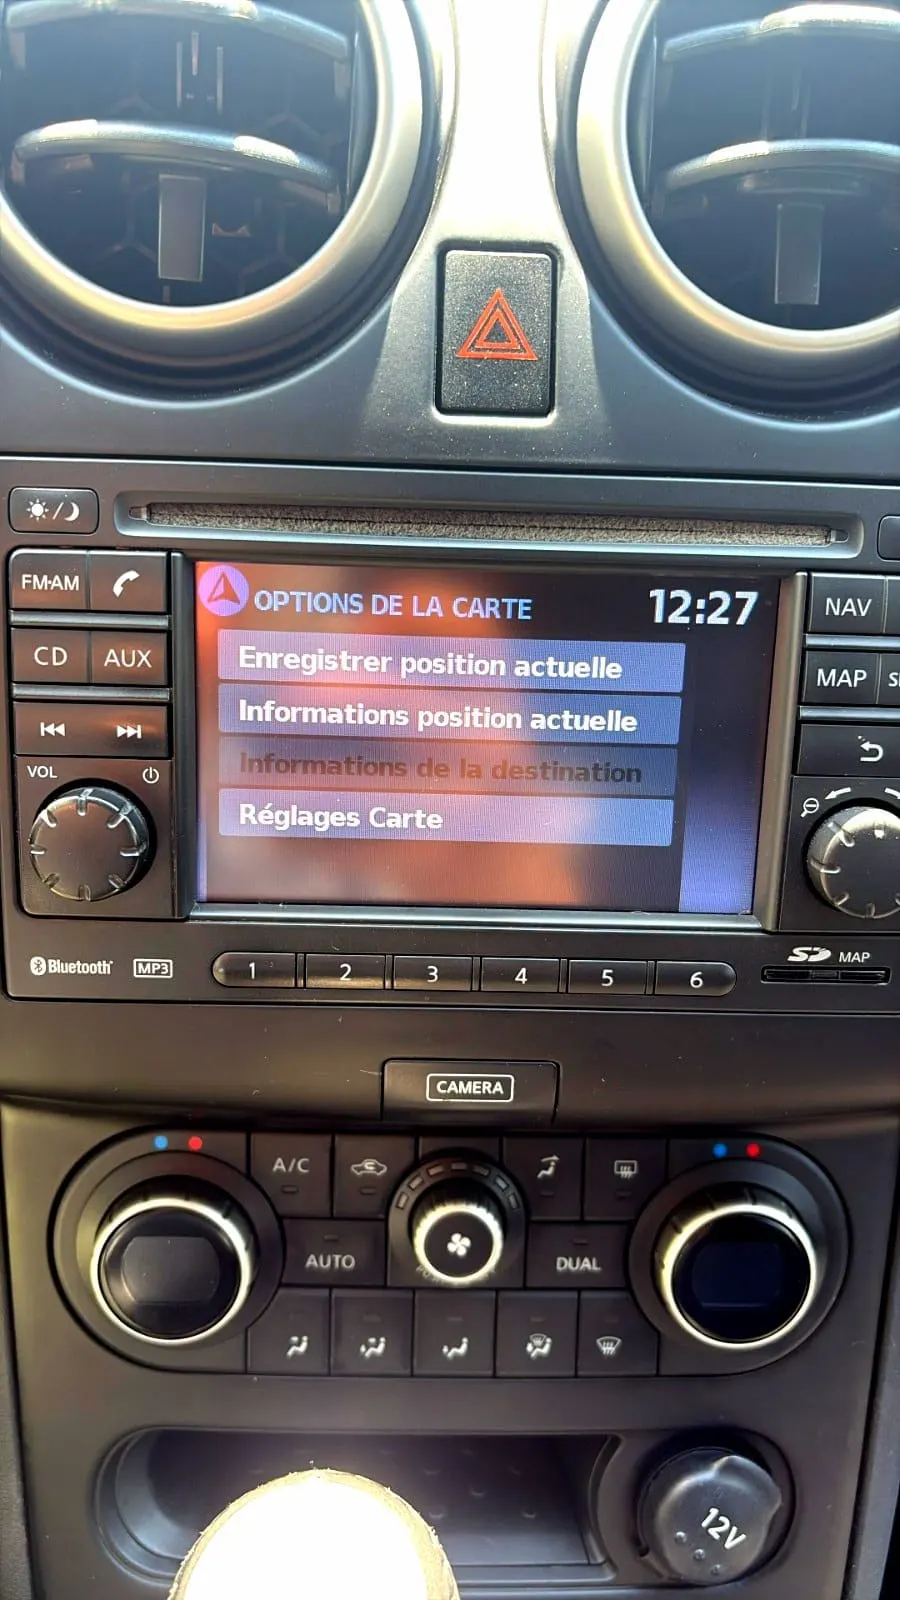 FM·AM
CD
AUX
VOL
OPTIONS DE LA CARTE
12:27
Enregistrer position actuelle
Informations position actuelle
Informations de la destination
Réglages Carte
NAV
MAP
Bluetooth
MP3
1
2
3
4
5
6
SD MAP
CAMERA
A/C
AUTO
DUAL
12V